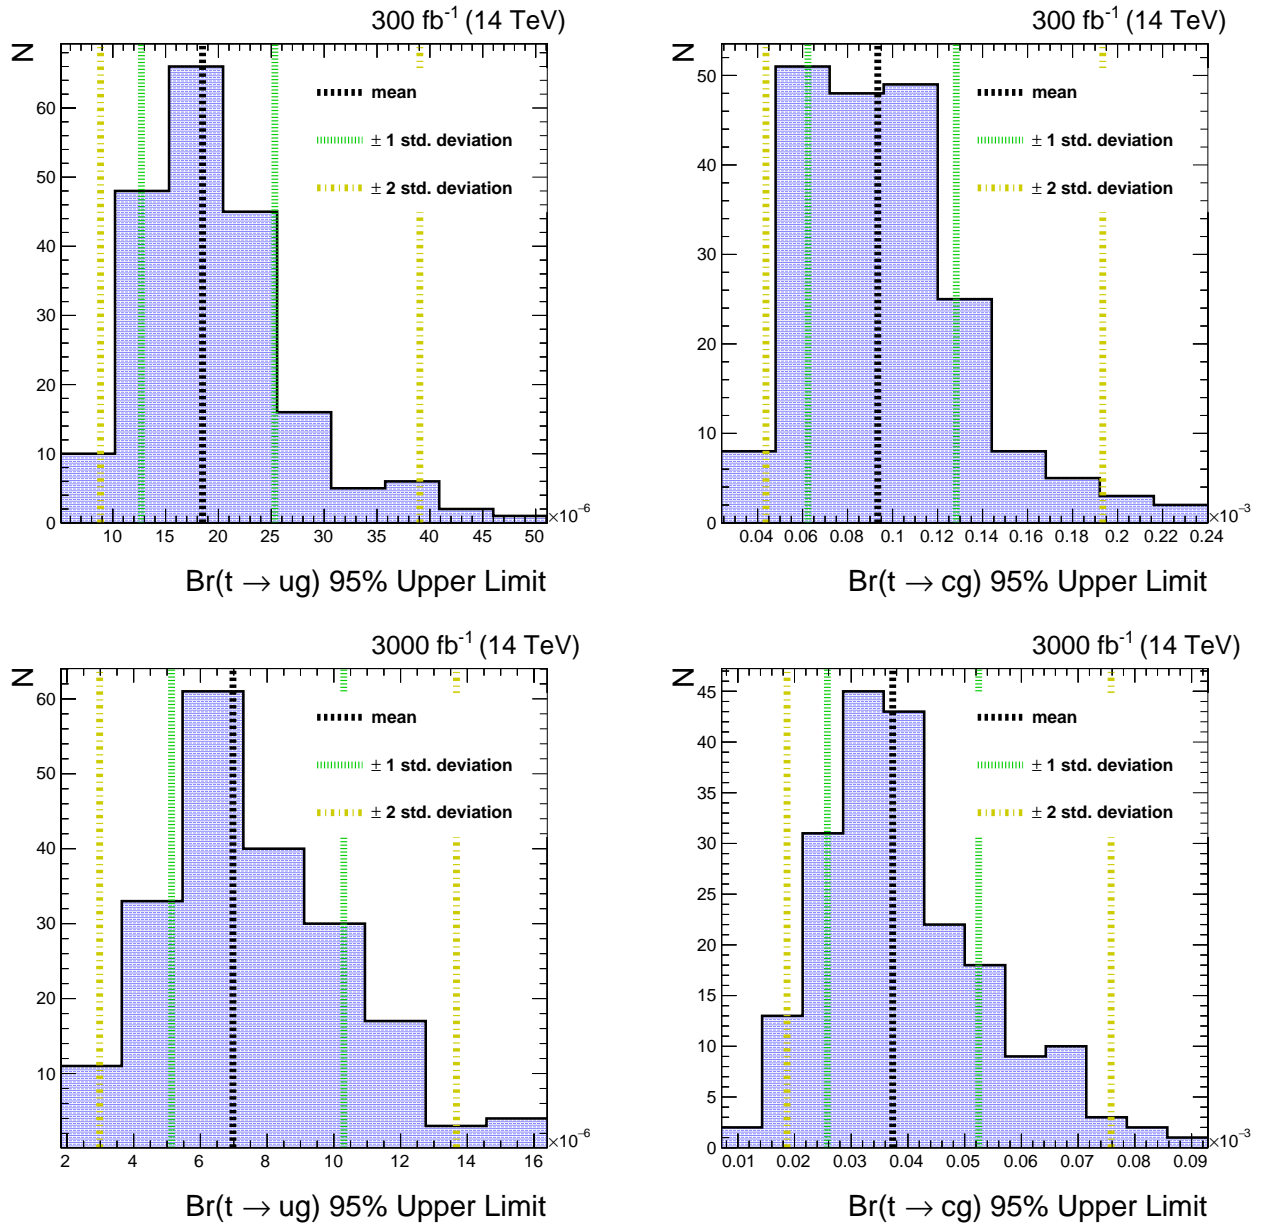 300 fb-1 (14 TeV)
N
mean
± 1 std. deviation
± 2 std. deviation
60
50
40
30
20
10
0
10 15 20 25 30 35 40 45 50
×10-6
Br(t → ug) 95% Upper Limit
300 fb-1 (14 TeV)
N
mean
± 1 std. deviation
± 2 std. deviation
50
40
30
20
10
0
0.04 0.06 0.08 0.1 0.12 0.14 0.16 0.18 0.2 0.22 0.24
×10-3
Br(t → cg) 95% Upper Limit
3000 fb-1 (14 TeV)
N
mean
± 1 std. deviation
± 2 std. deviation
60
50
40
30
20
10
2 4 6 8 10 12 14 16
×10-6
Br(t → ug) 95% Upper Limit
3000 fb-1 (14 TeV)
N
mean
± 1 std. deviation
± 2 std. deviation
45
40
35
30
25
20
15
10
5
0
0.01 0.02 0.03 0.04 0.05 0.06 0.07 0.08 0.09
×10-3
Br(t → cg) 95% Upper Limit